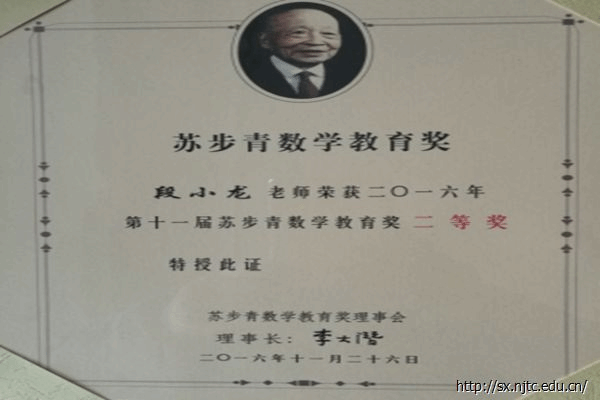 苏步青数学教育奖
段小龙 老师荣获二〇一六年
第十一届苏步青数学教育奖 二等奖
特授此证
苏步青数学教育奖理事会
理事长：李大潜
二〇一六年十一月二十六日
http://sx.njtc.edu.cn/